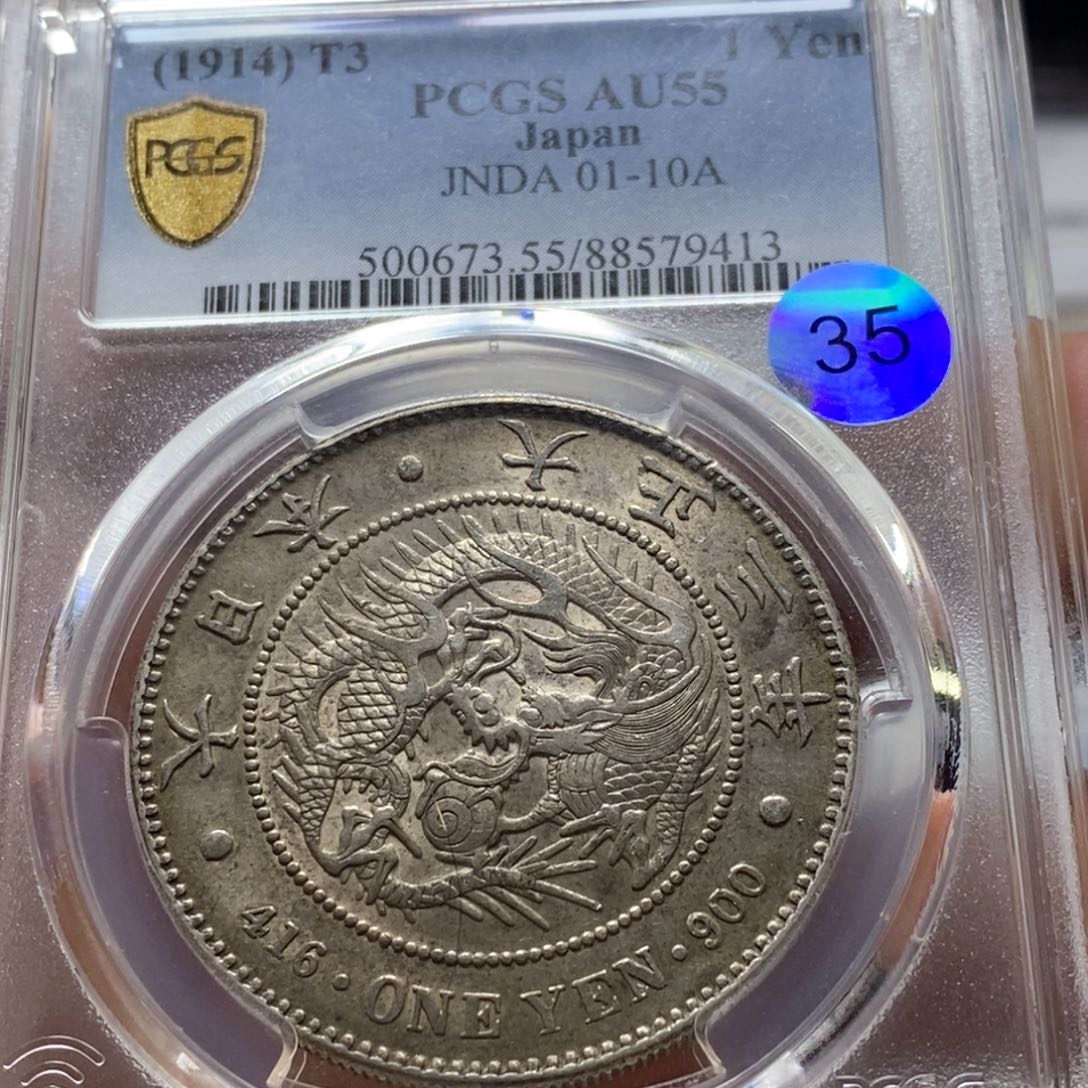 (1914) T3 1 Yen
PCGS AU55
Japan
JNDA 01-10A
PCGS
500673.55/88579413
35
大日本・大正三年
416・ONE YEN・900